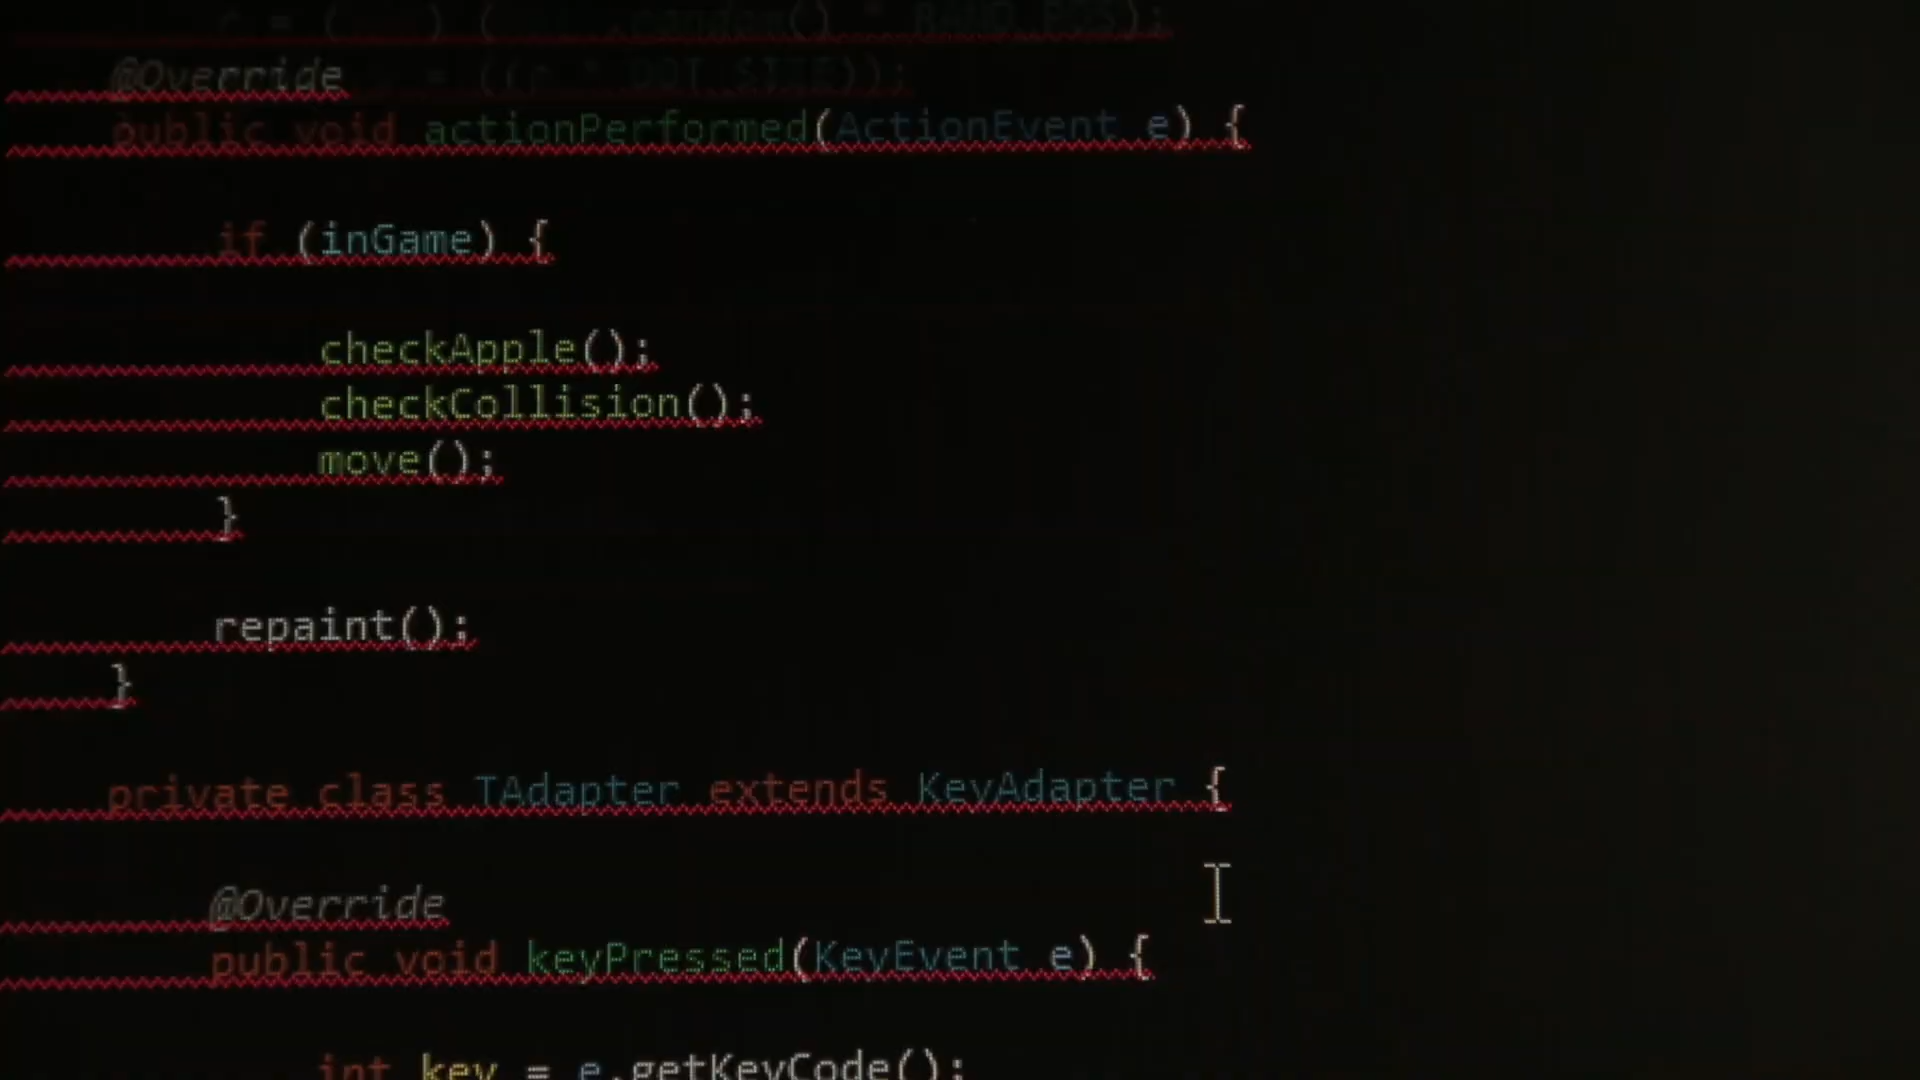 @Override
public void actionPerformed(ActionEvent e) {
if (inGame) {
checkApple();
checkCollision();
move();
}
repaint();
}
private class TAdapter extends KeyAdapter {
@Override
public void keyPressed(KeyEvent e) {
int key = e.getKeyCode();